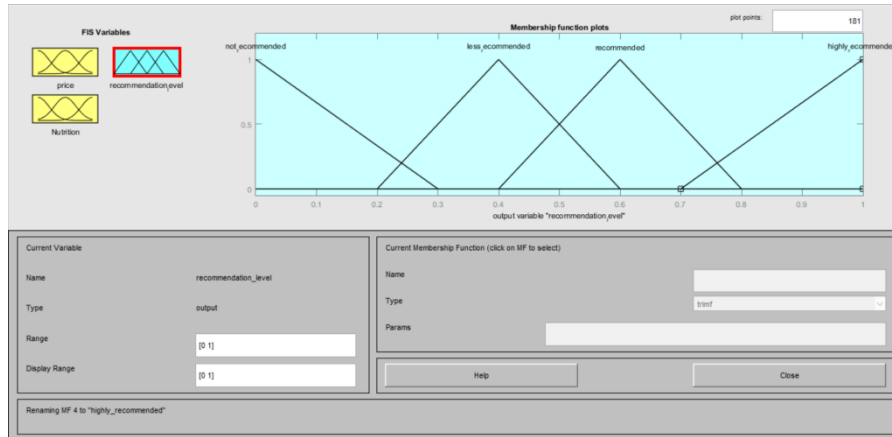 FIS Variables
price
recommendation_level
Nutrition
Membership function plots
plot points:
181
not_recommended
less_recommended
recommended
highly_recommende
1
0.5
0
0 0.1 0.2 0.3 0.4 0.5 0.6 0.7 0.8 0.9 1
output variable "recommendation_level"
Current Variable
Name recommendation_level
Type output
Range [0 1]
Display Range [0 1]
Current Membership Function (click on MF to select)
Name
Type trimf
Params
Help
Close
Renaming MF 4 to "highly_recommended"